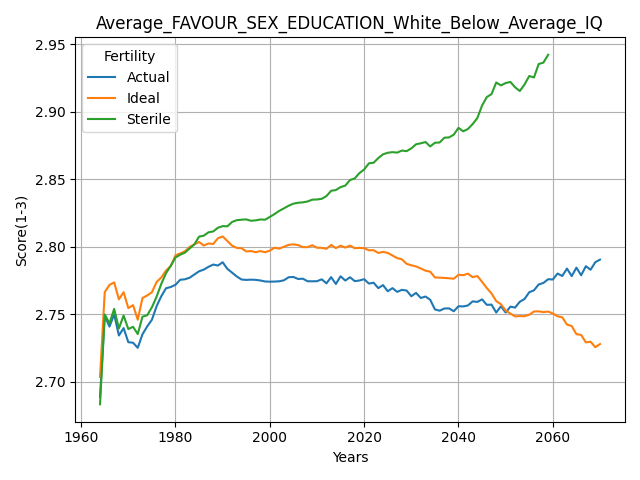 Average_FAVOUR_SEX_EDUCATION_White_Below_Average_IQ
Fertility
Actual
Ideal
Sterile
Score(1-3)
2.95
2.90
2.85
2.80
2.75
2.70
1960 1980 2000 2020 2040 2060
Years